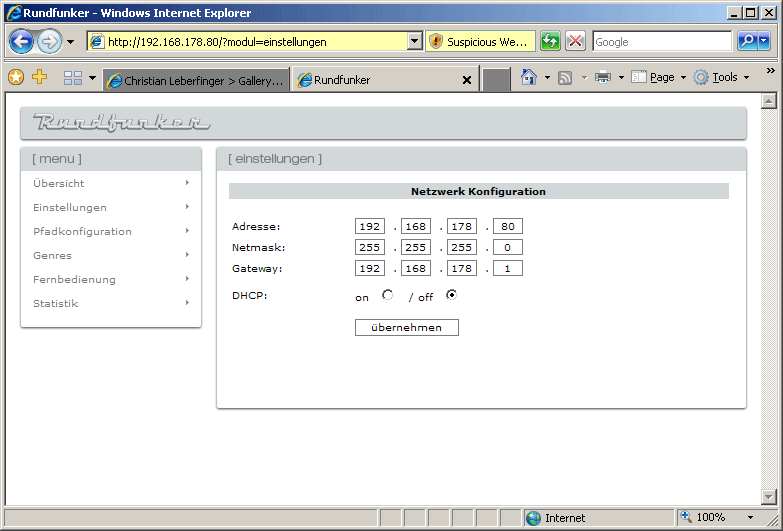 Rundfunker - Windows Internet Explorer
http://192.168.178.80/?modul=einstellungen
Suspicious We...
Google
Christian Leberfinger > Gallery...
Rundfunker
Page
Tools
»
Rundfunker
[ menu ]
Übersicht
Einstellungen
Pfadkonfiguration
Genres
Fernbedienung
Statistik
[ einstellungen ]
Netzwerk Konfiguration
Adresse: 192 . 168 . 178 . 80
Netmask: 255 . 255 . 255 . 0
Gateway: 192 . 168 . 178 . 1
DHCP: on / off
übernehmen
Internet
100%